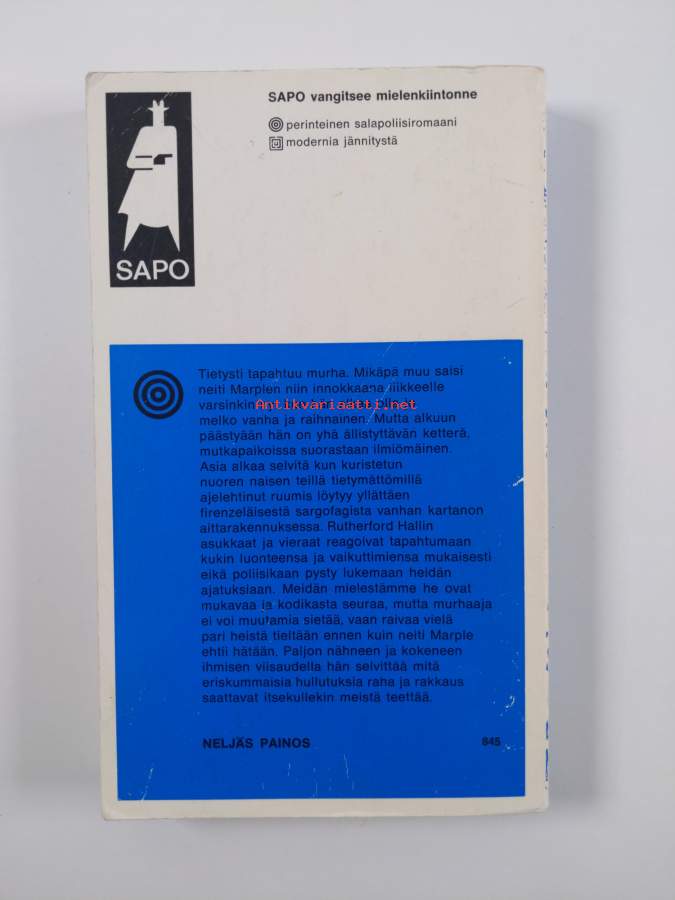 SAPO vangitsee mielenkiintonne
perinteinen salapoliisiromaani
modernia jännitystä
SAPO
Tietysti tapahtuu murha. Mikäpä muu saisi
neiti Marplen niin innokkaana liikkeelle
varsinkin
Antikvariaatti.net
melko vanha ja raihnainen. Mutta alkuun
päästyään hän on yhä ällistyttävän ketterä,
mutkapaikoissa suorastaan ilmiömäinen.
Asia alkaa selvitä kun kuristetun
nuoren naisen teillä tietymättömillä
ajelehtinut ruumis löytyy yllättäen
firenzeläisestä sargofagista vanhan kartanon
aittarakennuksessa. Rutherford Hallin
asukkaat ja vieraat reagoivat tapahtumaan
kukin luonteensa ja vaikuttimiensa mukaisesti
eikä poliisikaan pysty lukemaan heidän
ajatuksiaan. Meidän mielestämme he ovat
mukavaa ja kodikasta seuraa, mutta murhaaja
ei voi muutamia sietää, vaan raivaa vielä
pari heistä tieltään ennen kuin neiti Marple
ehtii hätään. Paljon nähneen ja kokeneen
ihmisen viisaudella hän selvittää mitä
eriskummaisia hullutuksia raha ja rakkaus
saattavat itsekullekin meistä teettää.
NELJÄS PAINOS
845